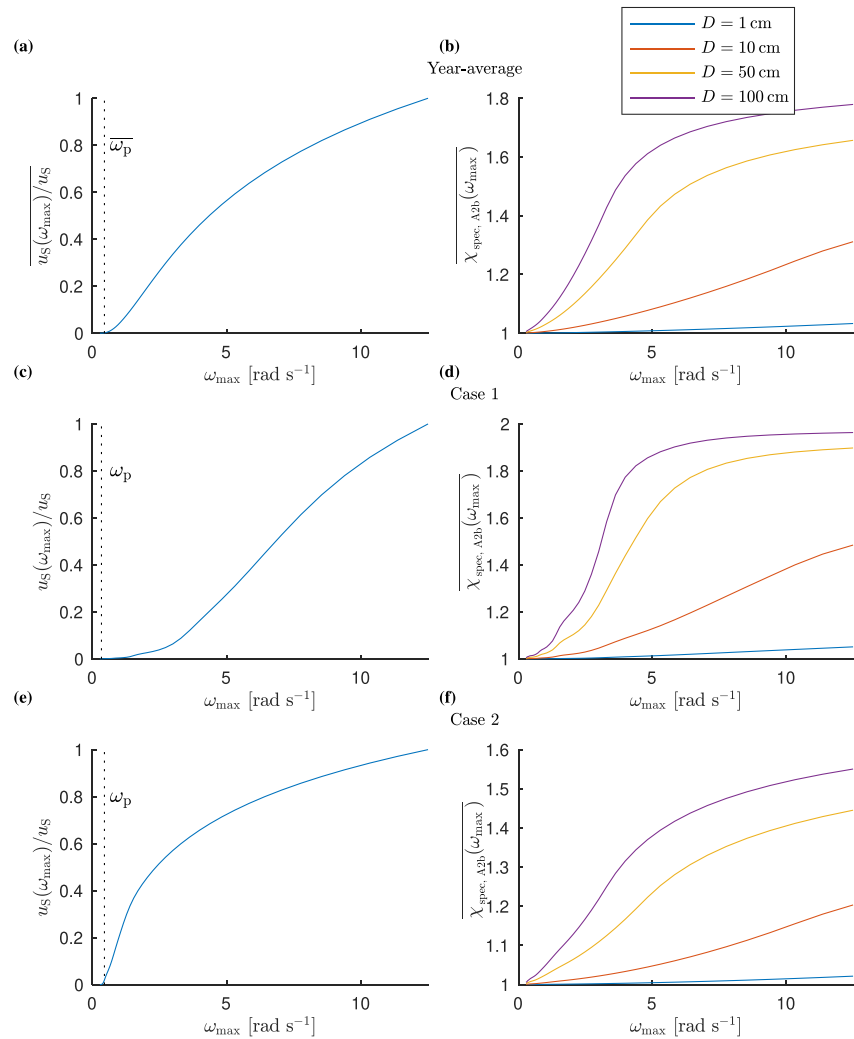 D = 1 cm
D = 10 cm
D = 50 cm
D = 100 cm
(a)
(b)
Year-average
u_S(ω_max)/u_S
1
0.8
0.6
0.4
0.2
0
ω_p
0 5 10
ω_max [rad s⁻¹]
χ_spec, A2b(ω_max)
1.8
1.6
1.4
1.2
1
0 5 10
ω_max [rad s⁻¹]
(c)
(d)
Case 1
u_S(ω_max)/u_S
1
0.8
0.6
0.4
0.2
0
ω_p
0 5 10
ω_max [rad s⁻¹]
χ_spec, A2b(ω_max)
2
1.8
1.6
1.4
1.2
1
0 5 10
ω_max [rad s⁻¹]
(e)
(f)
Case 2
u_S(ω_max)/u_S
1
0.8
0.6
0.4
0.2
0
ω_p
0 5 10
ω_max [rad s⁻¹]
χ_spec, A2b(ω_max)
1.6
1.5
1.4
1.3
1.2
1.1
1
0 5 10
ω_max [rad s⁻¹]